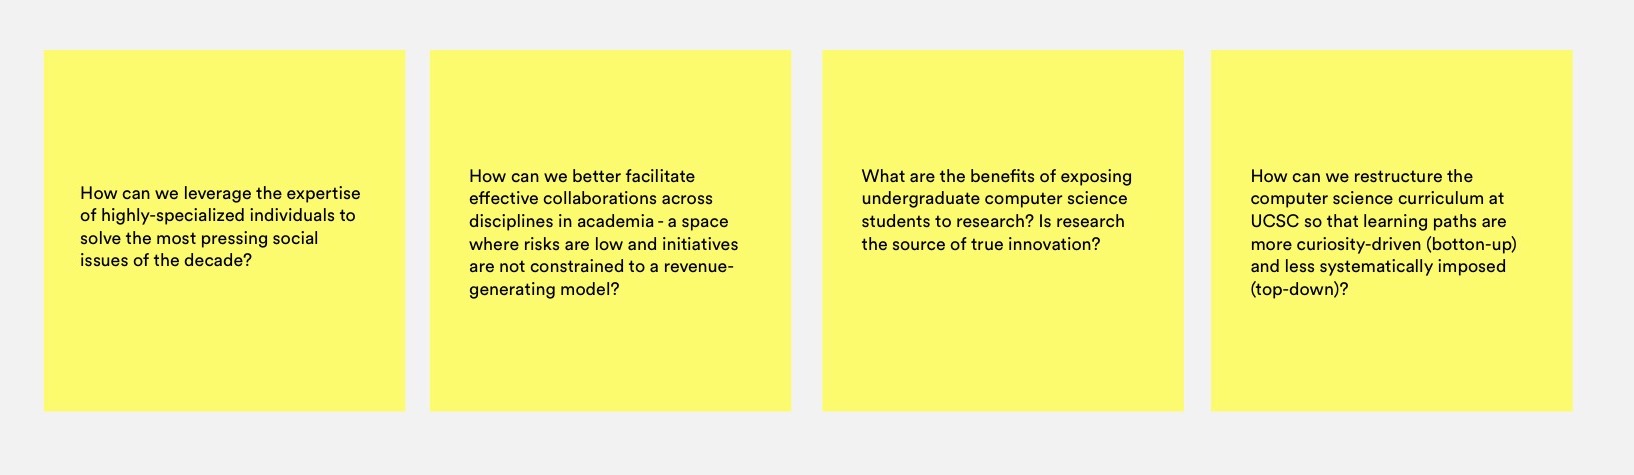 How can we leverage the expertise
of highly-specialized individuals to
solve the most pressing social
issues of the decade?
How can we better facilitate
effective collaborations across
disciplines in academia - a space
where risks are low and initiatives
are not constrained to a revenue-
generating model?
What are the benefits of exposing
undergraduate computer science
students to research? Is research
the source of true innovation?
How can we restructure the
computer science curriculum at
UCSC so that learning paths are
more curiosity-driven (botton-up)
and less systematically imposed
(top-down)?